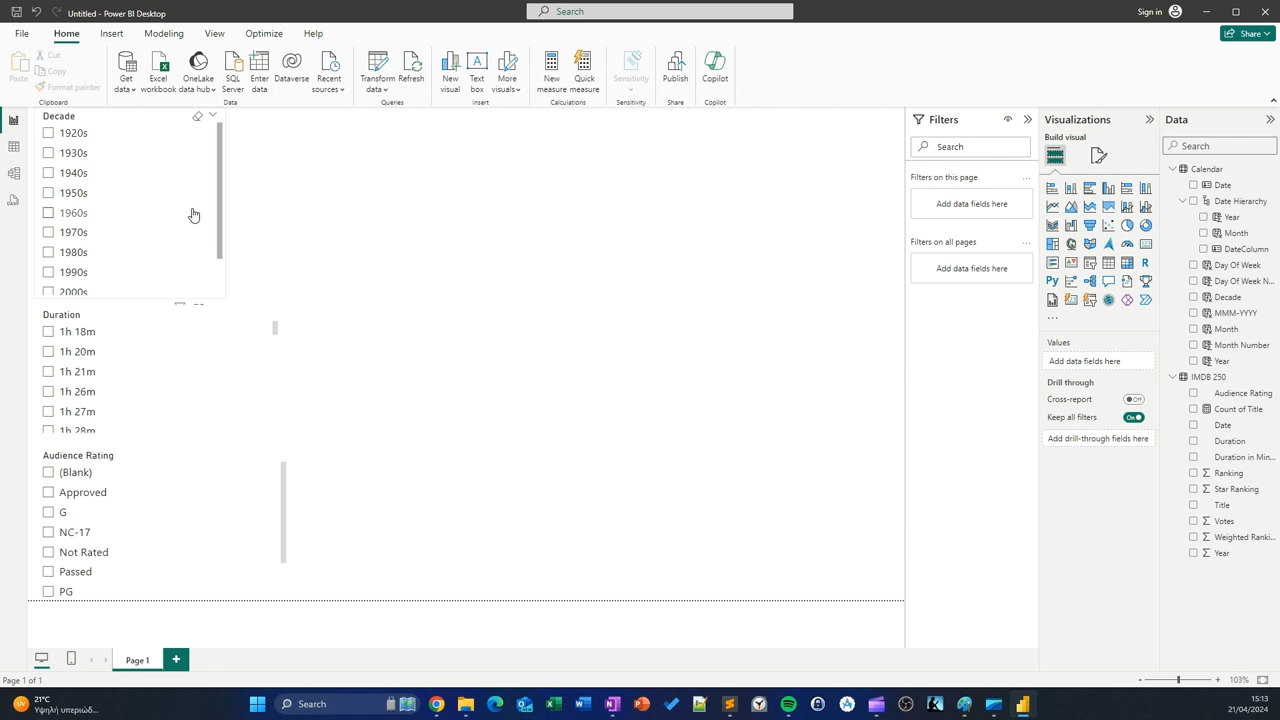 Untitled - Power BI Desktop
Search
Sign in
File
Home
Insert
Modeling
View
Optimize
Help
Share
Paste
Cut
Copy
Format painter
Clipboard
Get data
Excel workbook
OneLake data hub
SQL Server
Enter data
Dataverse
Recent sources
Data
Transform data
Refresh
Queries
New visual
Text box
More visuals
Insert
New measure
Quick measure
Calculations
Sensitivity
Sensitivity
Publish
Share
Copilot
Copilot
Decade
1920s
1930s
1940s
1950s
1960s
1970s
1980s
1990s
2000s
Duration
1h 18m
1h 20m
1h 21m
1h 26m
1h 27m
1h 28m
Audience Rating
(Blank)
Approved
G
NC-17
Not Rated
Passed
PG
Filters
Search
Filters on this page
...
Add data fields here
Filters on all pages
...
Add data fields here
Visualizations
Build visual
R
Py
123
...
Values
Add data fields here
Drill through
Cross-report
Off
Keep all filters
On
Add drill-through fields here
Data
Search
Calendar
Date
Date Hierarchy
Year
Month
DateColumn
Day Of Week
Day Of Week N...
Decade
MMM-YYYY
Month
Month Number
Year
IMDB 250
Audience Rating
Count of Title
Date
Duration
Duration in Min...
Ranking
Star Ranking
Title
Votes
Weighted Ranki...
Year
Page 1
Page 1 of 1
103%
21°C
Υψηλή υπεριώδ...
Search
15:13
21/04/2024